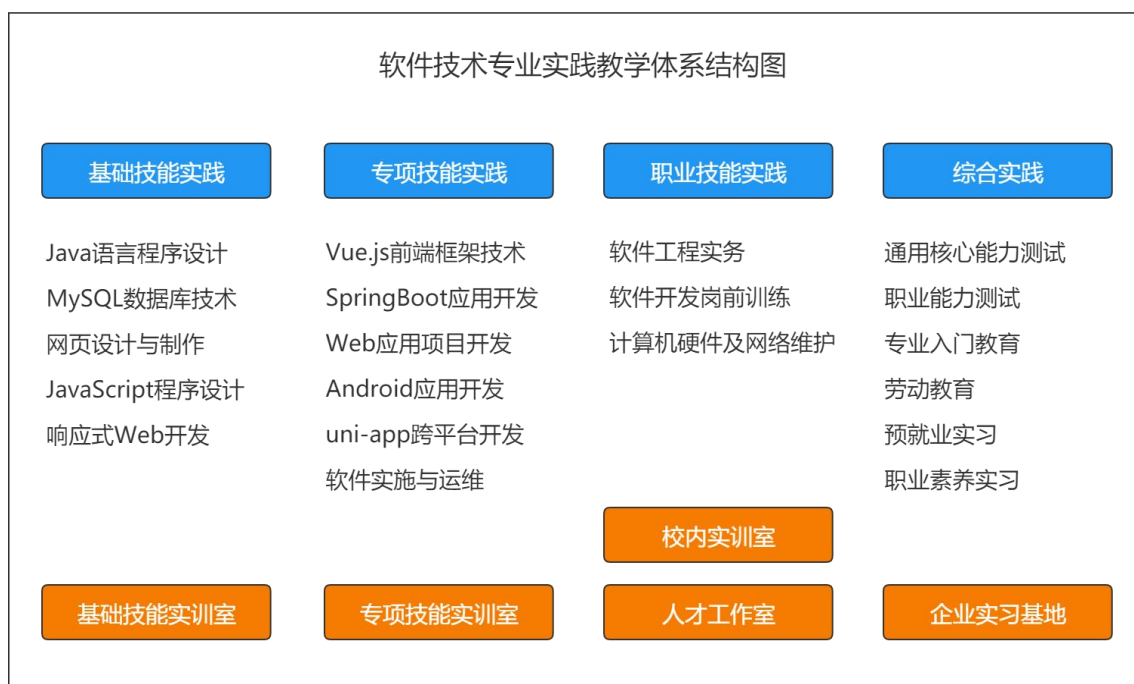 软件技术专业实践教学体系结构图
基础技能实践
Java语言程序设计
MySQL数据库技术
网页设计与制作
JavaScript程序设计
响应式Web开发
基础技能实训室
专项技能实践
Vue.js前端框架技术
SpringBoot应用开发
Web应用项目开发
Android应用开发
uni-app跨平台开发
软件实施与运维
专项技能实训室
职业技能实践
软件工程实务
软件开发岗前训练
计算机硬件及网络维护
校内实训室
人才工作室
综合实践
通用核心能力测试
职业能力测试
专业入门教育
劳动教育
预就业实习
职业素养实习
企业实习基地